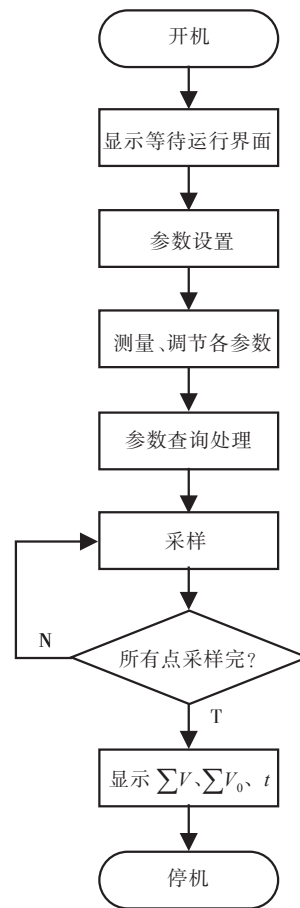 开机
显示等待运行界面
参数设置
测量、调节各参数
参数查询处理
采样
N
所有点采样完?
T
显示 ∑V、∑V₀、t
停机